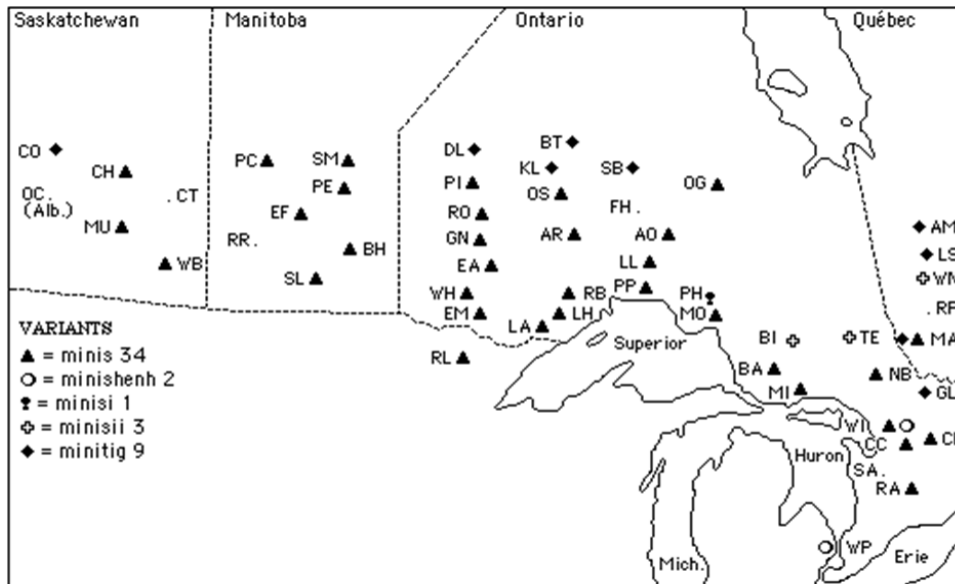 Saskatchewan Manitoba Ontario Québec
CO DL BT
CH PC SM KL SB
OC. . CT PE PI OS OG
(Alb.) EF RO FH.
MU RR. GN AR AO AM
WB BH EA LL LS
SL WH RB PP PH WN
VARIANTS EM LH MO .RF
= minis 34 LA Superior BI TE MA
= minishenh 2 RL BA NB
= minisi 1 MI GL
= minisii 3 WI
= minitig 9 Huron CC
SA.
RA
WP
Mich. Erie